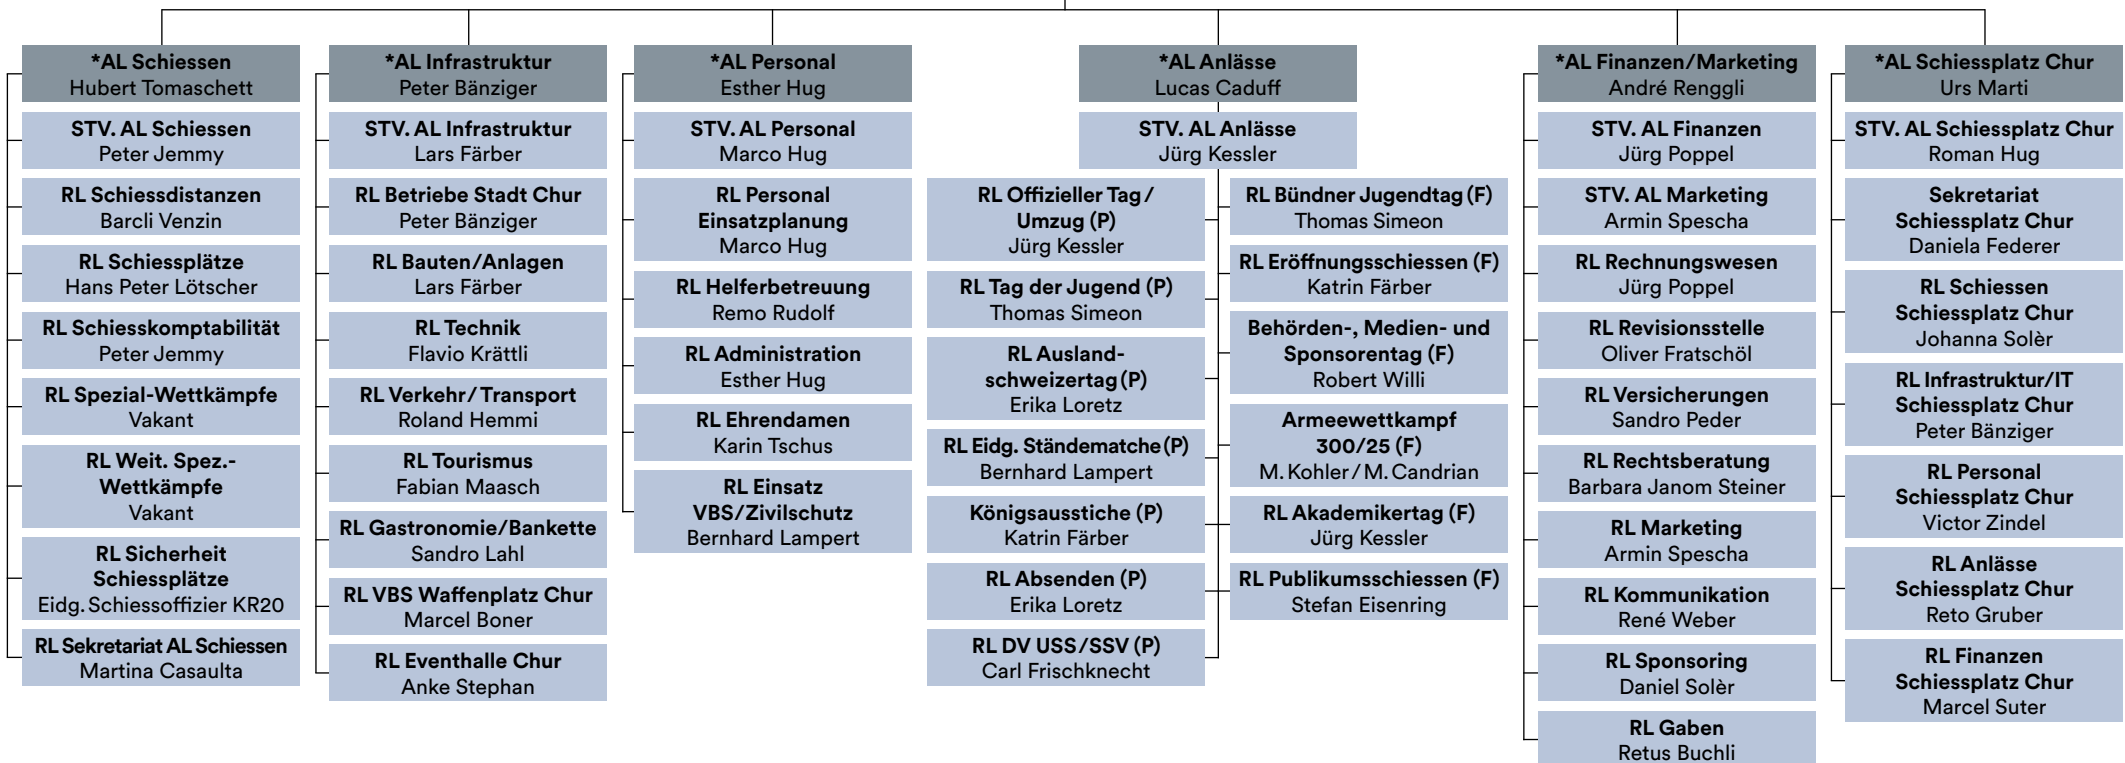 *AL Schiessen
Hubert Tomaschett
STV. AL Schiessen
Peter Jemmy
RL Schiessdistanzen
Barcli Venzin
RL Schiessplätze
Hans Peter Lötscher
RL Schiesskomptabilität
Peter Jemmy
RL Spezial-Wettkämpfe
Vakant
RL Weit. Spez.-
Wettkämpfe
Vakant
RL Sicherheit
Schiessplätze
Eidg. Schiessoffizier KR20
RL Sekretariat AL Schiessen
Martina Casaulta
*AL Infrastruktur
Peter Bänziger
STV. AL Infrastruktur
Lars Färber
RL Betriebe Stadt Chur
Peter Bänziger
RL Bauten/Anlagen
Lars Färber
RL Technik
Flavio Krättli
RL Verkehr/Transport
Roland Hemmi
RL Tourismus
Fabian Maasch
RL Gastronomie/Bankette
Sandro Lahl
RL VBS Waffenplatz Chur
Marcel Boner
RL Eventhalle Chur
Anke Stephan
*AL Personal
Esther Hug
STV. AL Personal
Marco Hug
RL Personal
Einsatzplanung
Marco Hug
RL Helferbetreuung
Remo Rudolf
RL Administration
Esther Hug
RL Ehrendamen
Karin Tschus
RL Einsatz
VBS/Zivilschutz
Bernhard Lampert
*AL Anlässe
Lucas Caduff
STV. AL Anlässe
Jürg Kessler
RL Offizieller Tag/
Umzug (P)
Jürg Kessler
RL Tag der Jugend (P)
Thomas Simeon
RL Ausland-
schweizertag (P)
Erika Loretz
RL Eidg. Ständematche (P)
Bernhard Lampert
Königsausstiche (P)
Katrin Färber
RL Absenden (P)
Erika Loretz
RL DV USS/SSV (P)
Carl Frischknecht
RL Bündner Jugendtag (F)
Thomas Simeon
RL Eröffnungsschiessen (F)
Katrin Färber
Behörden-, Medien- und
Sponsorentag (F)
Robert Willi
Armeewettkampf
300/25 (F)
M. Kohler/M. Candrian
RL Akademikertag (F)
Jürg Kessler
RL Publikumsschiessen (F)
Stefan Eisenring
*AL Finanzen/Marketing
André Renggli
STV. AL Finanzen
Jürg Poppel
STV. AL Marketing
Armin Spescha
RL Rechnungswesen
Jürg Poppel
RL Revisionsstelle
Oliver Fratschöl
RL Versicherungen
Sandro Peder
RL Rechtsberatung
Barbara Janom Steiner
RL Marketing
Armin Spescha
RL Kommunikation
René Weber
RL Sponsoring
Daniel Solèr
RL Gaben
Retus Buchli
*AL Schiessplatz Chur
Urs Marti
STV. AL Schiessplatz Chur
Roman Hug
Sekretariat
Schiessplatz Chur
Daniela Federer
RL Schiessen
Schiessplatz Chur
Johanna Solèr
RL Infrastruktur/IT
Schiessplatz Chur
Peter Bänziger
RL Personal
Schiessplatz Chur
Victor Zindel
RL Anlässe
Schiessplatz Chur
Reto Gruber
RL Finanzen
Schiessplatz Chur
Marcel Suter